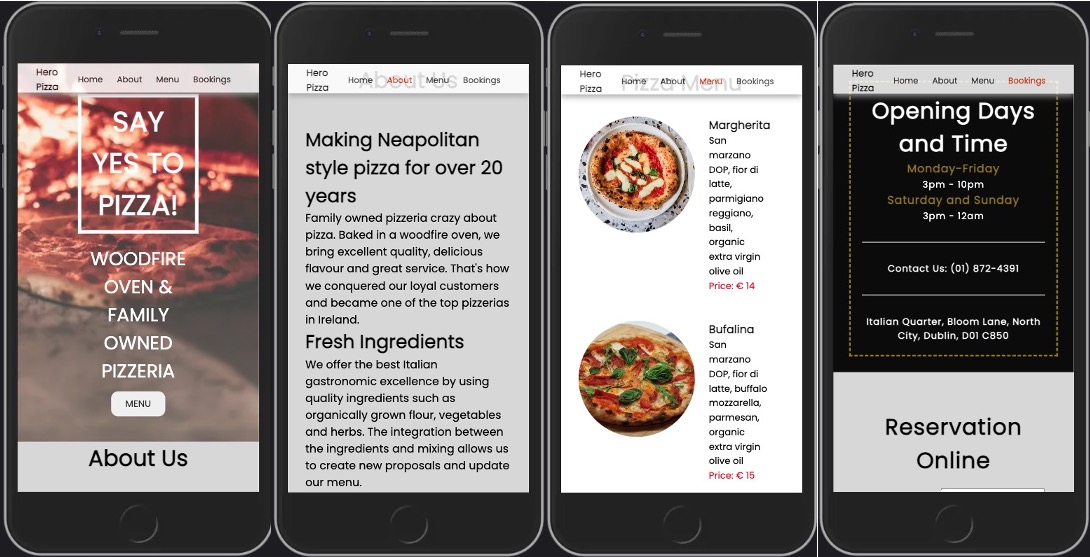 Hero
Pizza
Home About Menu Bookings
SAY
YES TO
PIZZA!
WOODFIRE
OVEN &
FAMILY
OWNED
PIZZERIA
MENU
About Us
Hero
Pizza
Home About Menu Bookings
About Us
Making Neapolitan
style pizza for over 20
years
Family owned pizzeria crazy about
pizza. Baked in a woodfire oven, we
bring excellent quality, delicious
flavour and great service. That's how
we conquered our loyal customers
and became one of the top pizzerias
in Ireland.
Fresh Ingredients
We offer the best Italian
gastronomic excellence by using
quality ingredients such as
organically grown flour, vegetables
and herbs. The integration between
the ingredients and mixing allows us
to create new proposals and update
our menu.
Hero
Pizza
Home About Menu Bookings
Pizza Menu
Margherita
San
marzano
DOP, fior di
latte,
parmigiano
reggiano,
basil,
organic
extra virgin
olive oil
Price: € 14
Bufalina
San
marzano
DOP, fior di
latte, buffalo
mozzarella,
parmesan,
organic
extra virgin
olive oil
Price: € 15
Hero
Pizza
Home About Menu Bookings
Opening Days
and Time
Monday-Friday
3pm - 10pm
Saturday and Sunday
3pm - 12am
Contact Us: (01) 872-4391
Italian Quarter, Bloom Lane, North
City, Dublin, D01 C850
Reservation
Online